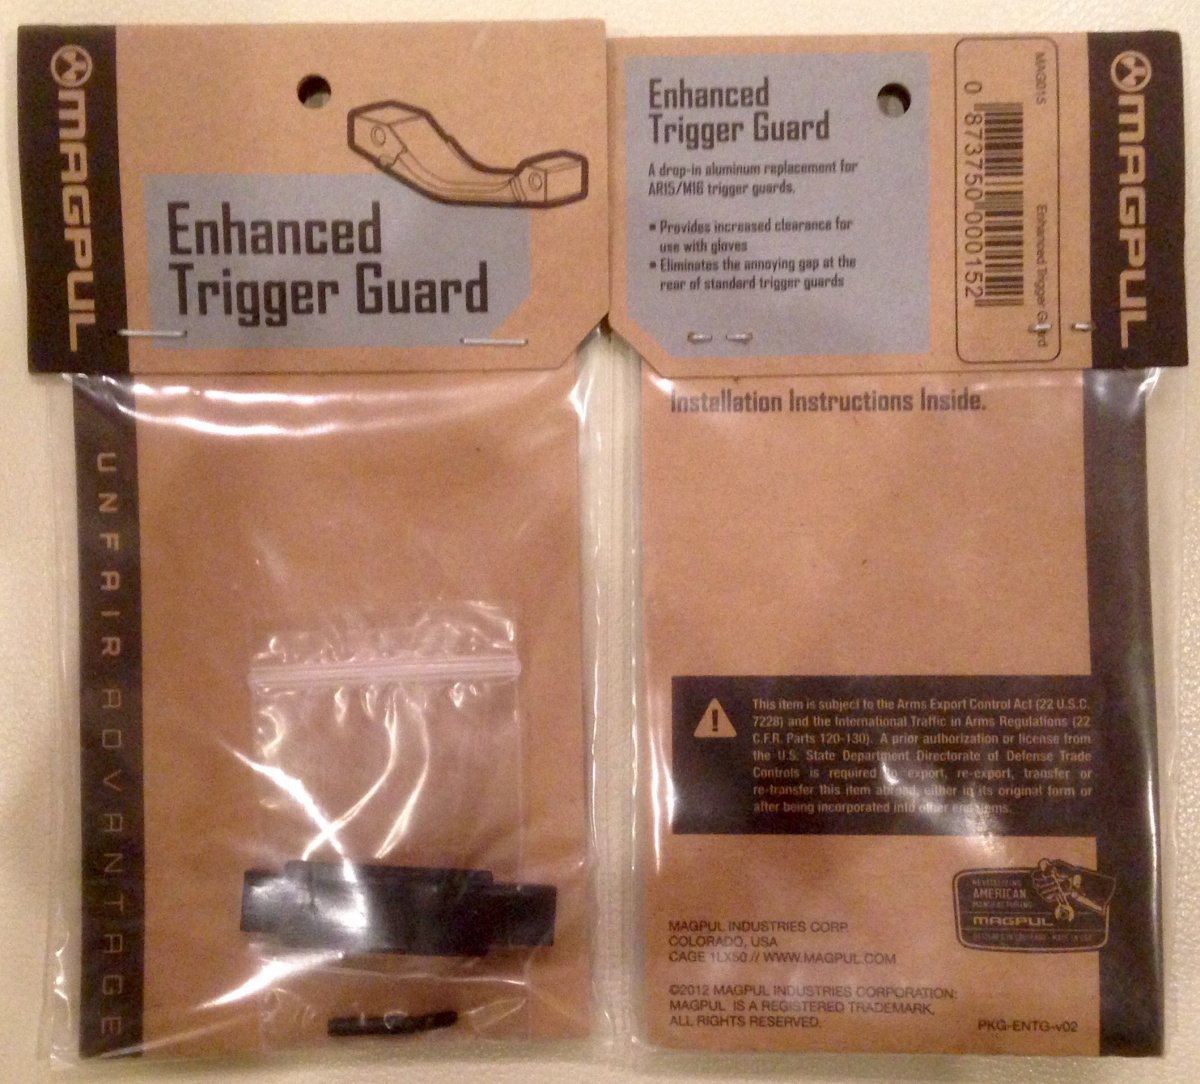 MAGPUL
Enhanced
Trigger Guard
UNFAIR ADVANTAGE
Enhanced
Trigger Guard
A drop-in aluminum replacement for
AR15/M16 trigger guards.
• Provides increased clearance for
use with gloves
• Eliminates the annoying gap at the
rear of standard trigger guards
MAG015
Enhanced Trigger Guard
0 873750 000152
MAGPUL
Installation Instructions Inside.
This item is subject to the Arms Export Control Act (22 U.S.C.
7228) and the International Traffic in Arms Regulations (22
C.F.R. Parts 120-130). A prior authorization or license from
the U.S. State Department Directorate of Defense Trade
Controls is required to export, re-export, transfer or
re-transfer this item abroad, either in its original form or
after being incorporated into other end items.
REVITALIZING
AMERICAN
MANUFACTURING
MAGPUL
MAGPUL INDUSTRIES CORP.
COLORADO, USA
CAGE 1LX50 // WWW.MAGPUL.COM
©2012 MAGPUL INDUSTRIES CORPORATION:
MAGPUL IS A REGISTERED TRADEMARK,
ALL RIGHTS RESERVED.
PKG-ENTG-v02